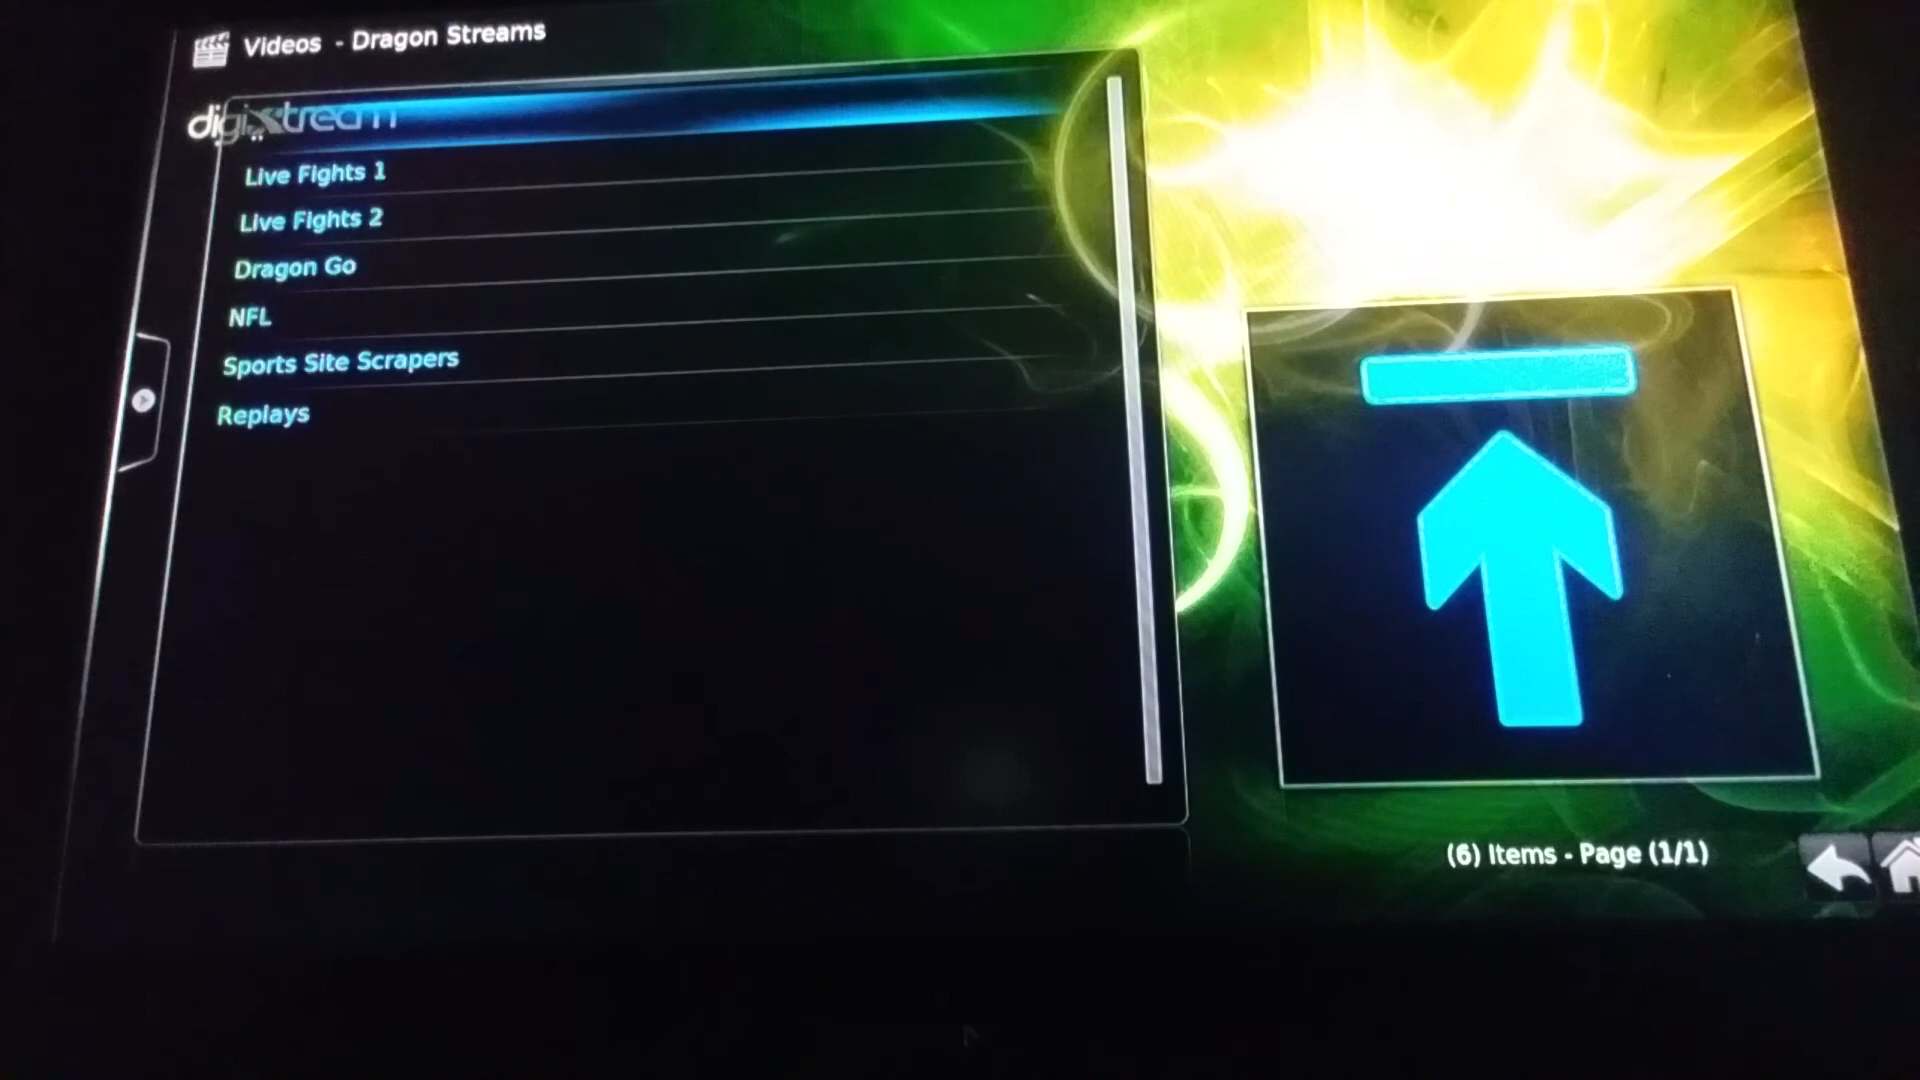 Videos - Dragon Streams
digixstream
..
Live Fights 1
Live Fights 2
Dragon Go
NFL
Sports Site Scrapers
Replays
(6) Items - Page (1/1)